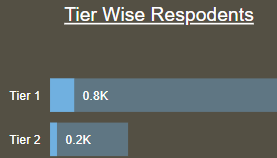 Tier Wise Respodents
Tier 1 0.8K
Tier 2 0.2K